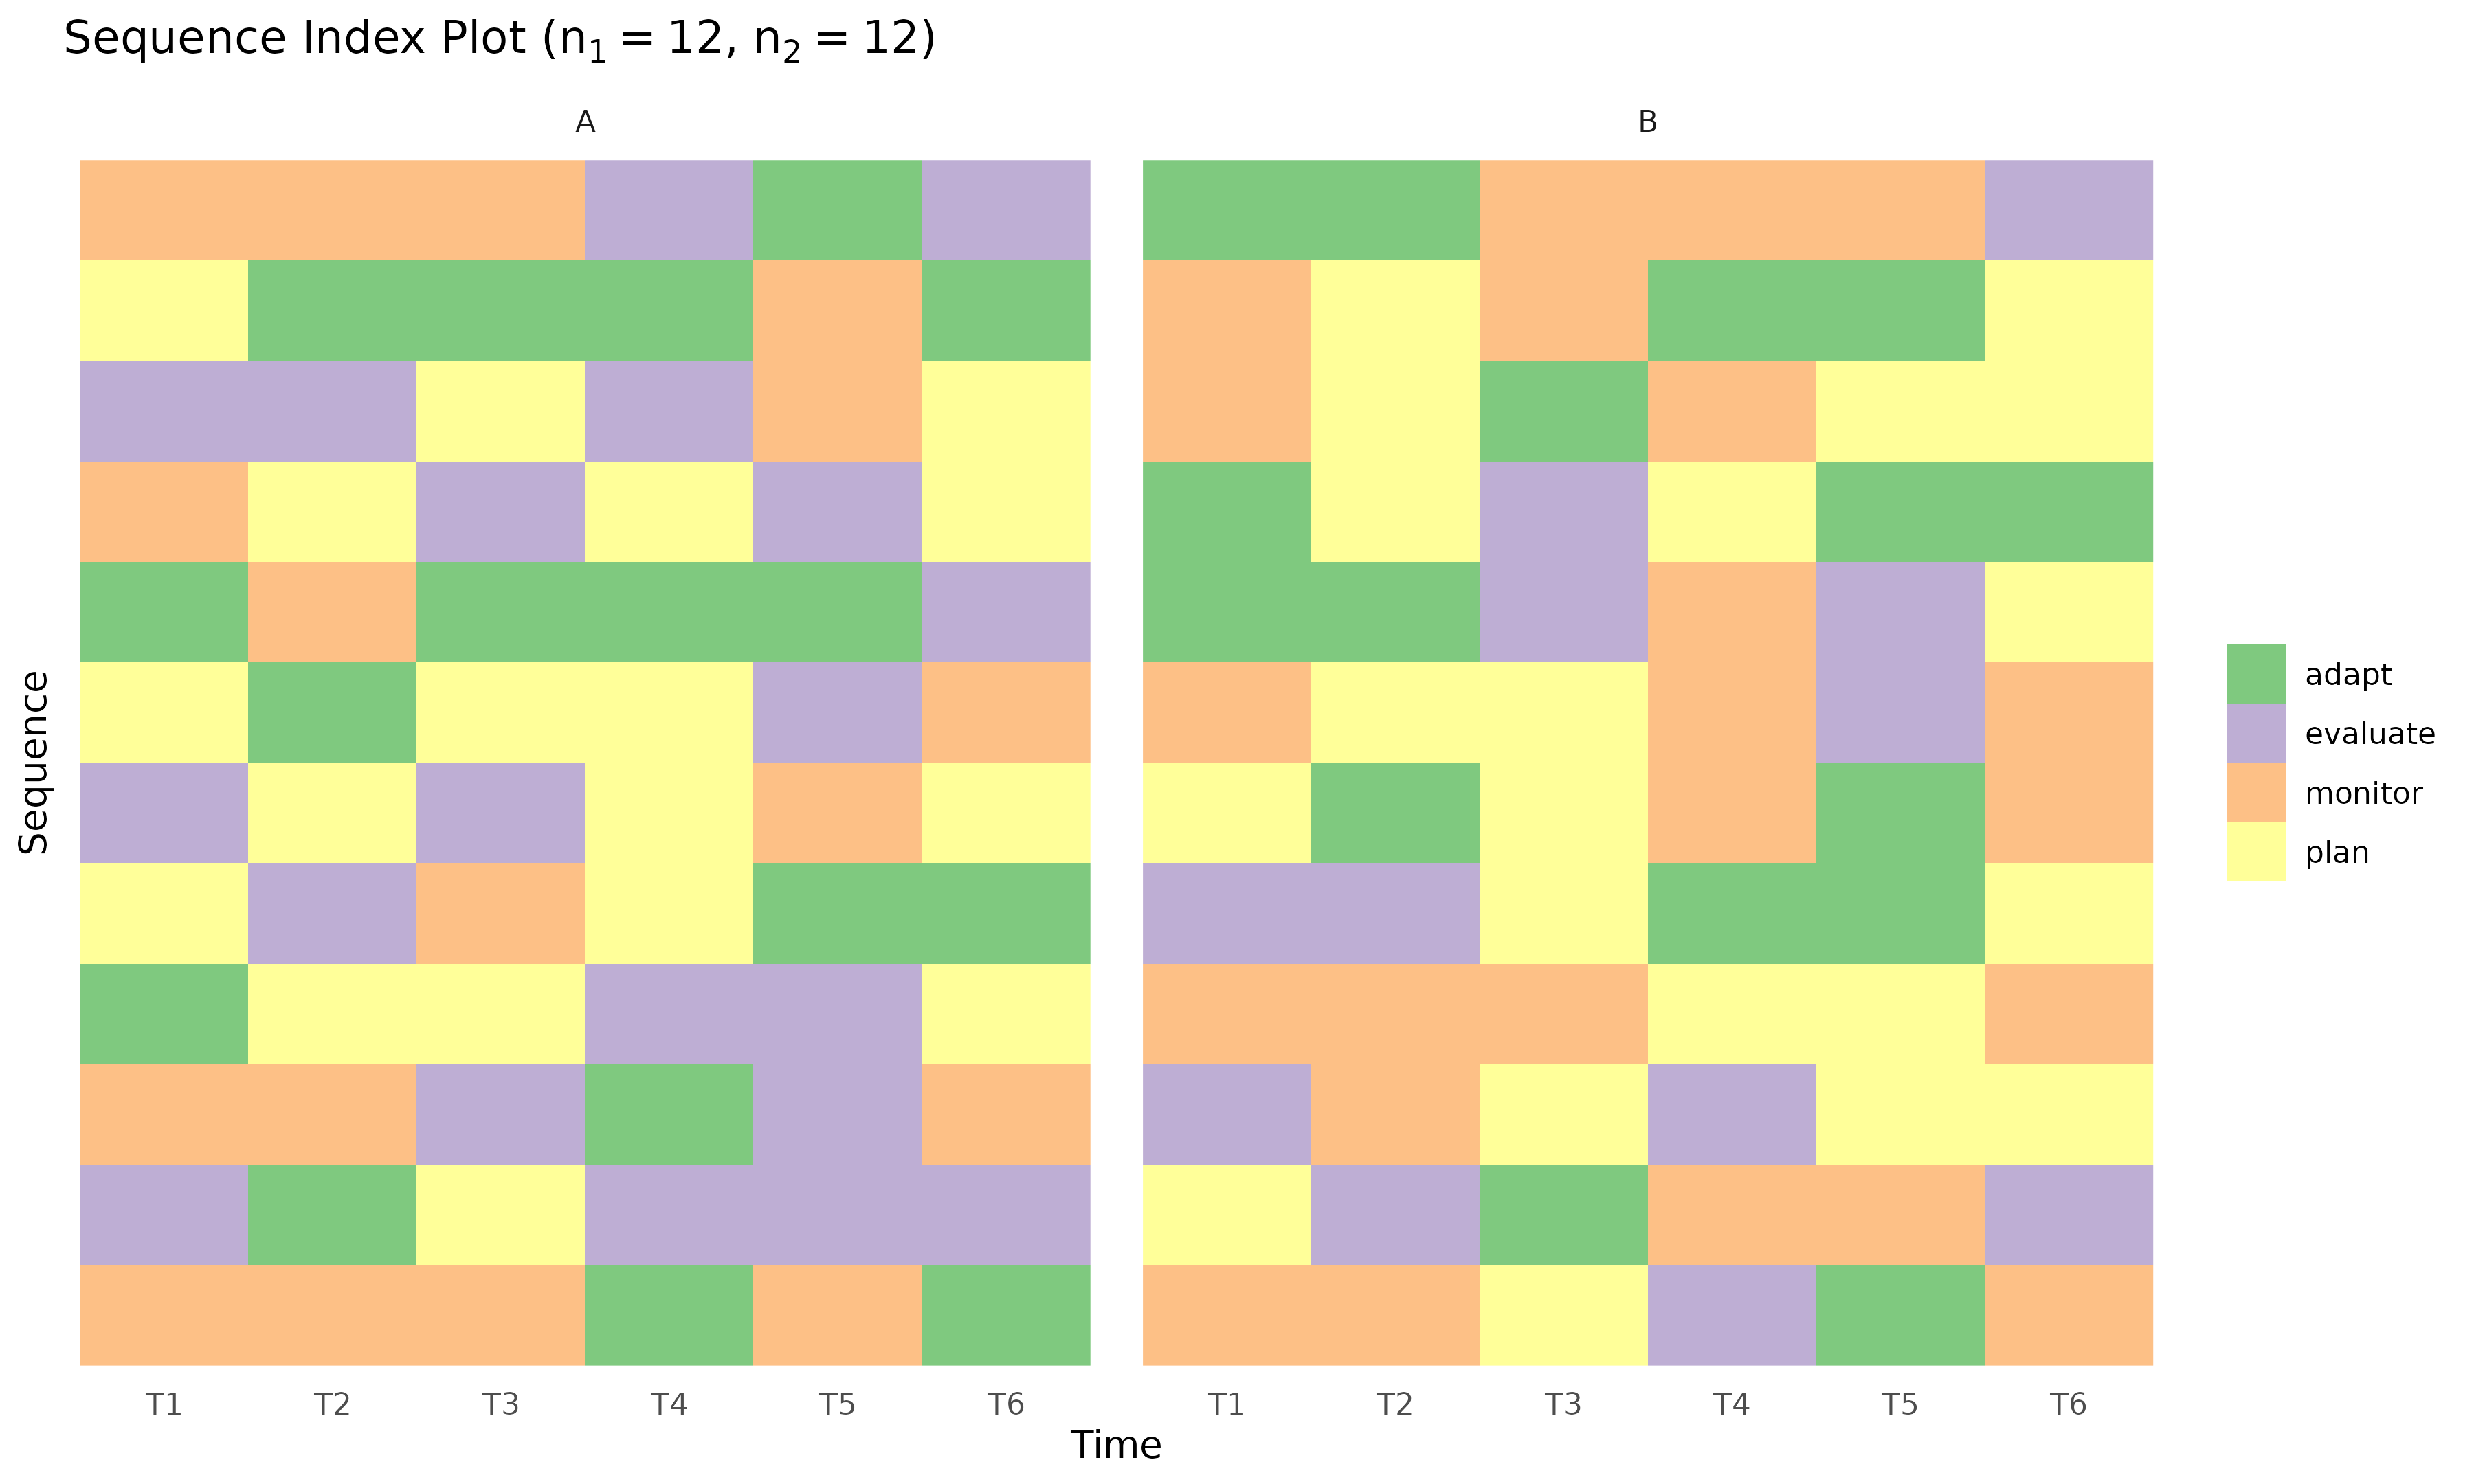 Sequence Index Plot (n₁ = 12, n₂ = 12)
A
B
Sequence
adapt
evaluate
monitor
plan
T1 T2 T3 T4 T5 T6 T1 T2 T3 T4 T5 T6
Time